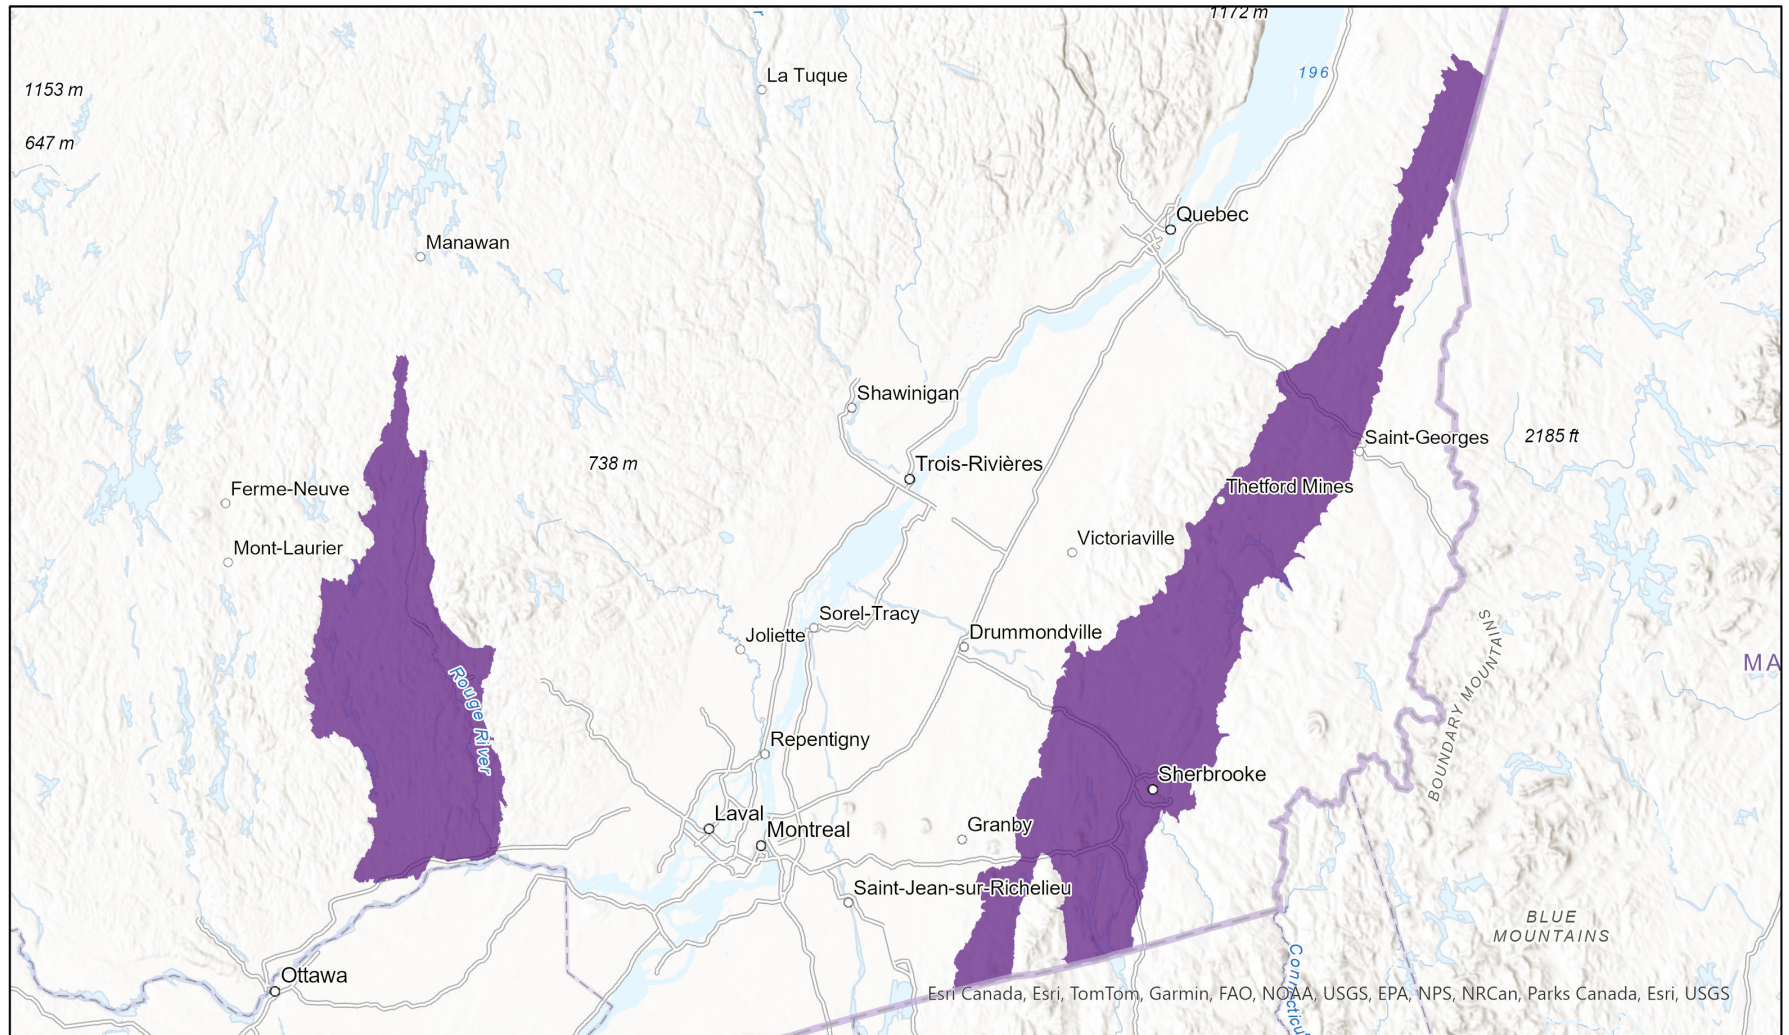 1172 m
196
La Tuque
1153 m
647 m
Quebec
Manawan
Shawinigan
Saint-Georges
2185 ft
738 m
Trois-Rivières
Ferme-Neuve
Thetford Mines
Mont-Laurier
Victoriaville
Sorel-Tracy
Joliette
Drummondville
BOUNDARY MOUNTAINS
MA
Rouge River
Repentigny
Sherbrooke
Laval
Montreal
Granby
Saint-Jean-sur-Richelieu
BLUE
MOUNTAINS
Ottawa
Connecticu
Esri Canada, Esri, TomTom, Garmin, FAO, NOAA, USGS, EPA, NPS, NRCan, Parks Canada, Esri, USGS